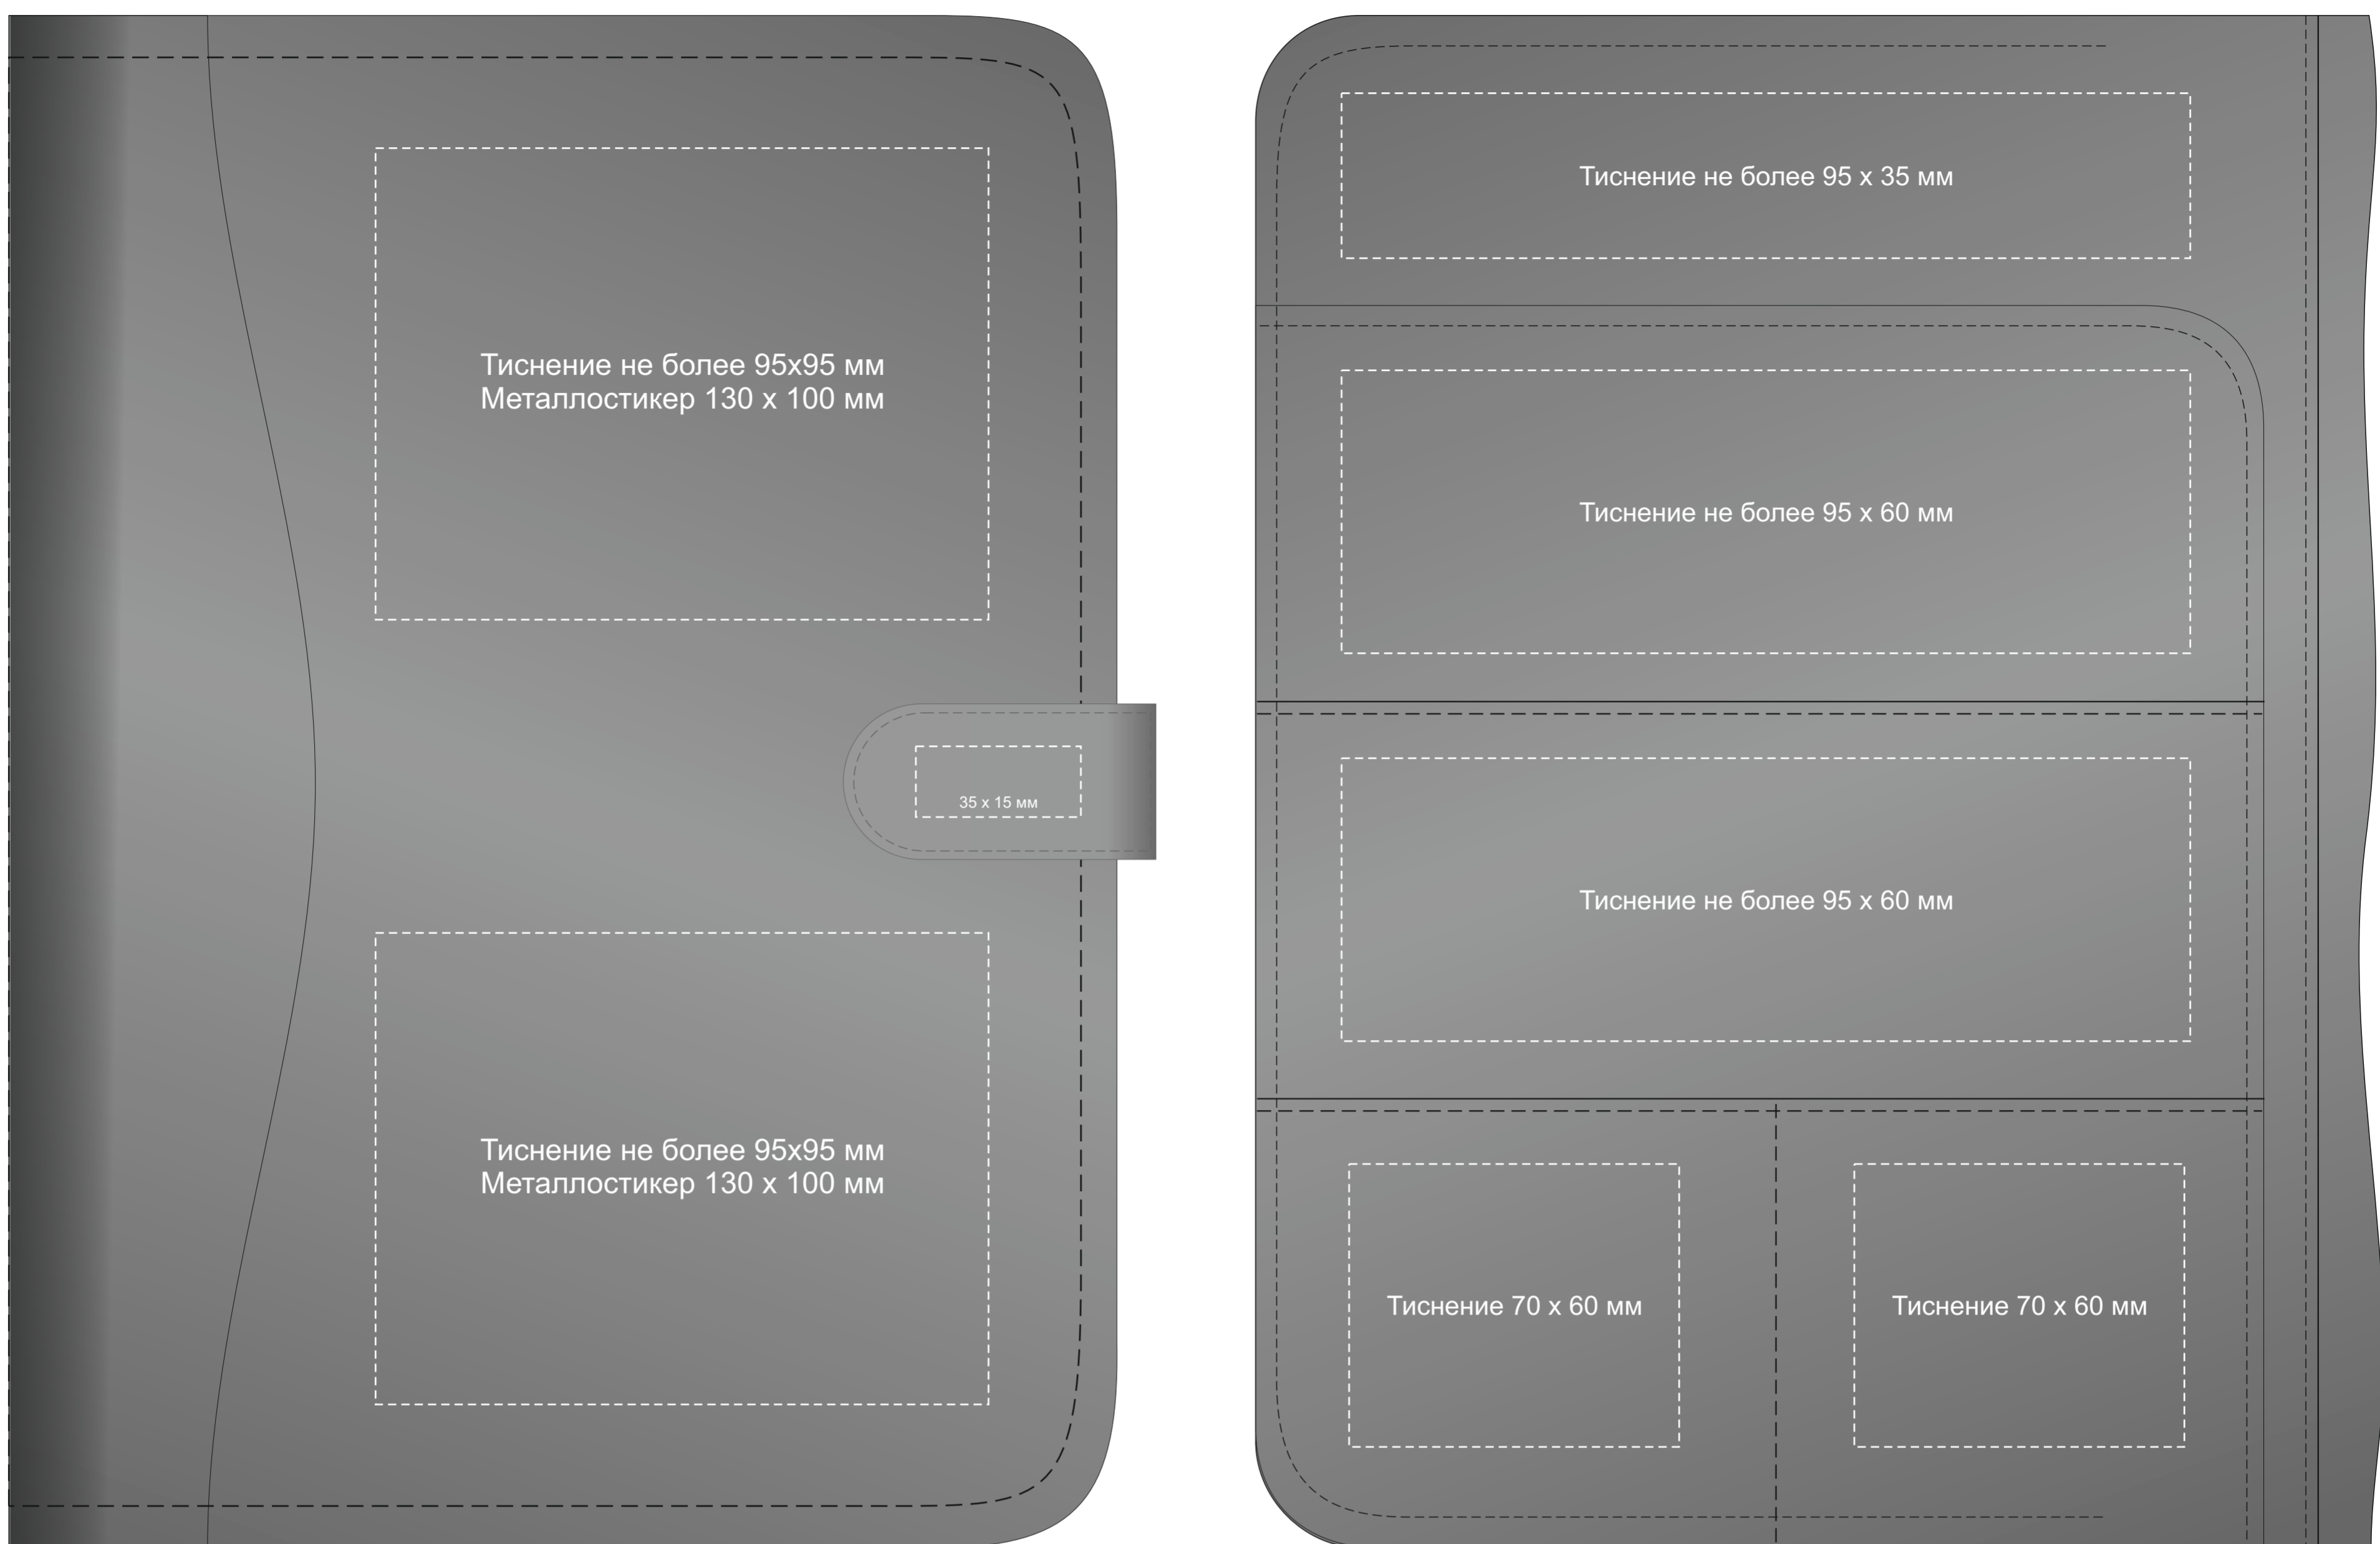 Тиснение не более 95х95 мм
Металлостикер 130 х 100 мм
35 х 15 мм
Тиснение не более 95х95 мм
Металлостикер 130 х 100 мм
Тиснение не более 95 х 35 мм
Тиснение не более 95 х 60 мм
Тиснение не более 95 х 60 мм
Тиснение 70 х 60 мм
Тиснение 70 х 60 мм